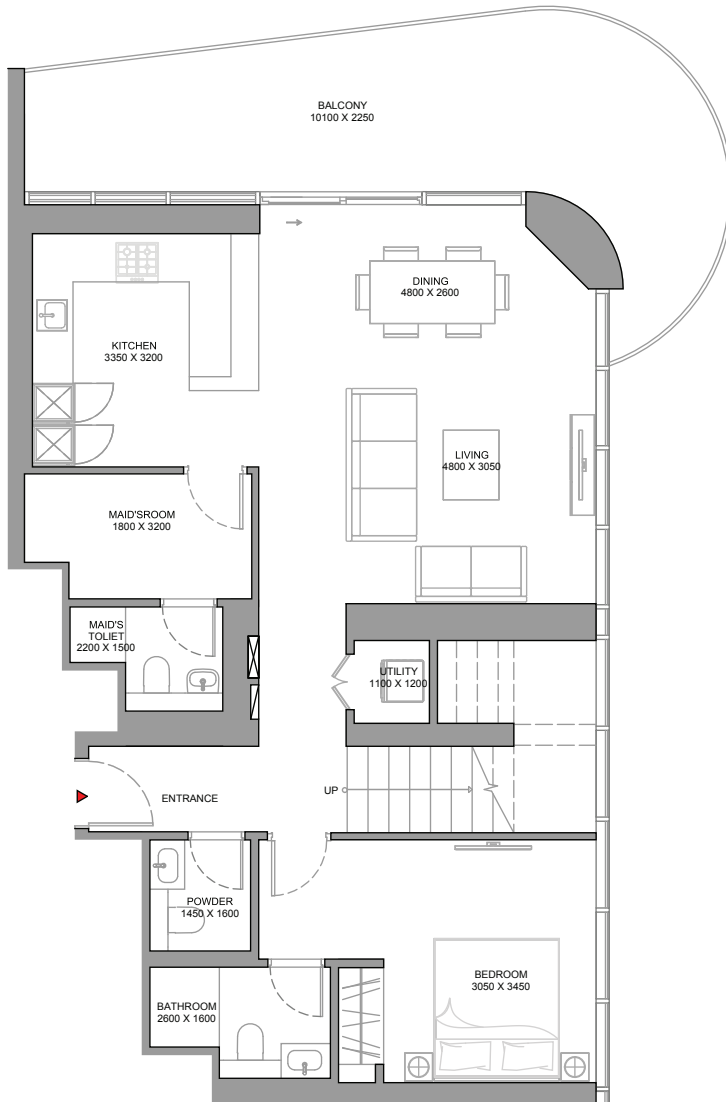 BALCONY
10100 X 2250
DINING
4800 X 2600
KITCHEN
3350 X 3200
LIVING
4800 X 3050
MAID'SROOM
1800 X 3200
MAID'S
TOLIET
2200 X 1500
UTILITY
1100 X 1200
UP
ENTRANCE
POWDER
1450 X 1600
BEDROOM
3050 X 3450
BATHROOM
2600 X 1600